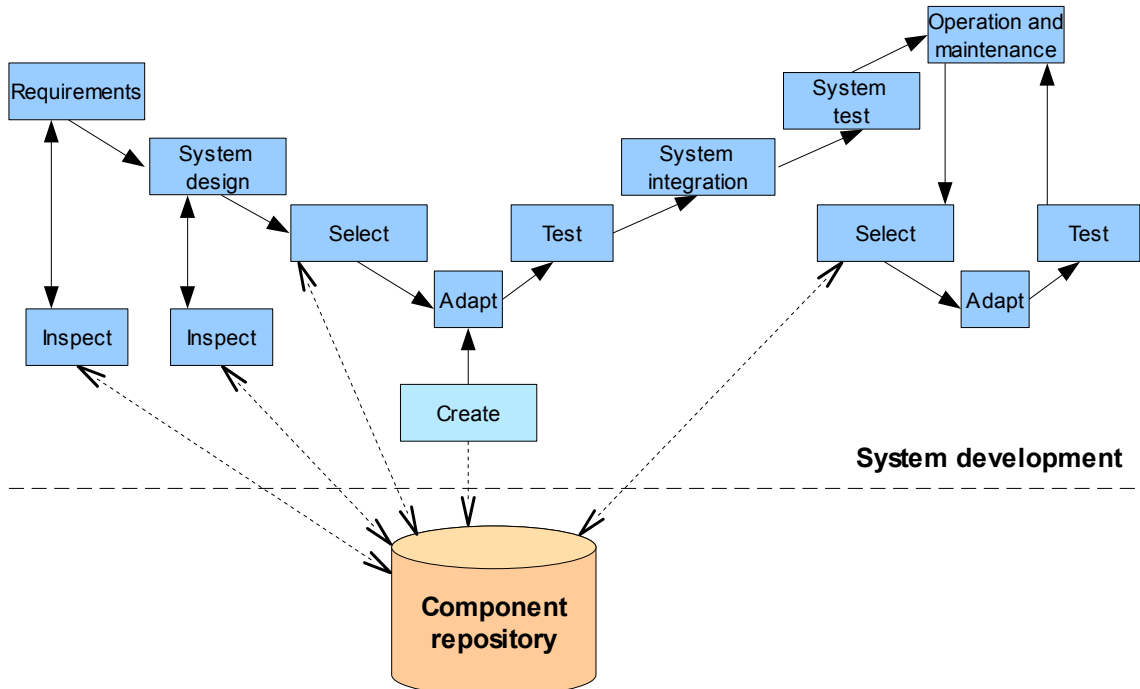 Requirements
System
design
Select
Adapt
Test
System
integration
System
test
Operation and
maintenance
Select
Adapt
Test
Inspect
Inspect
Create
System development
Component
repository